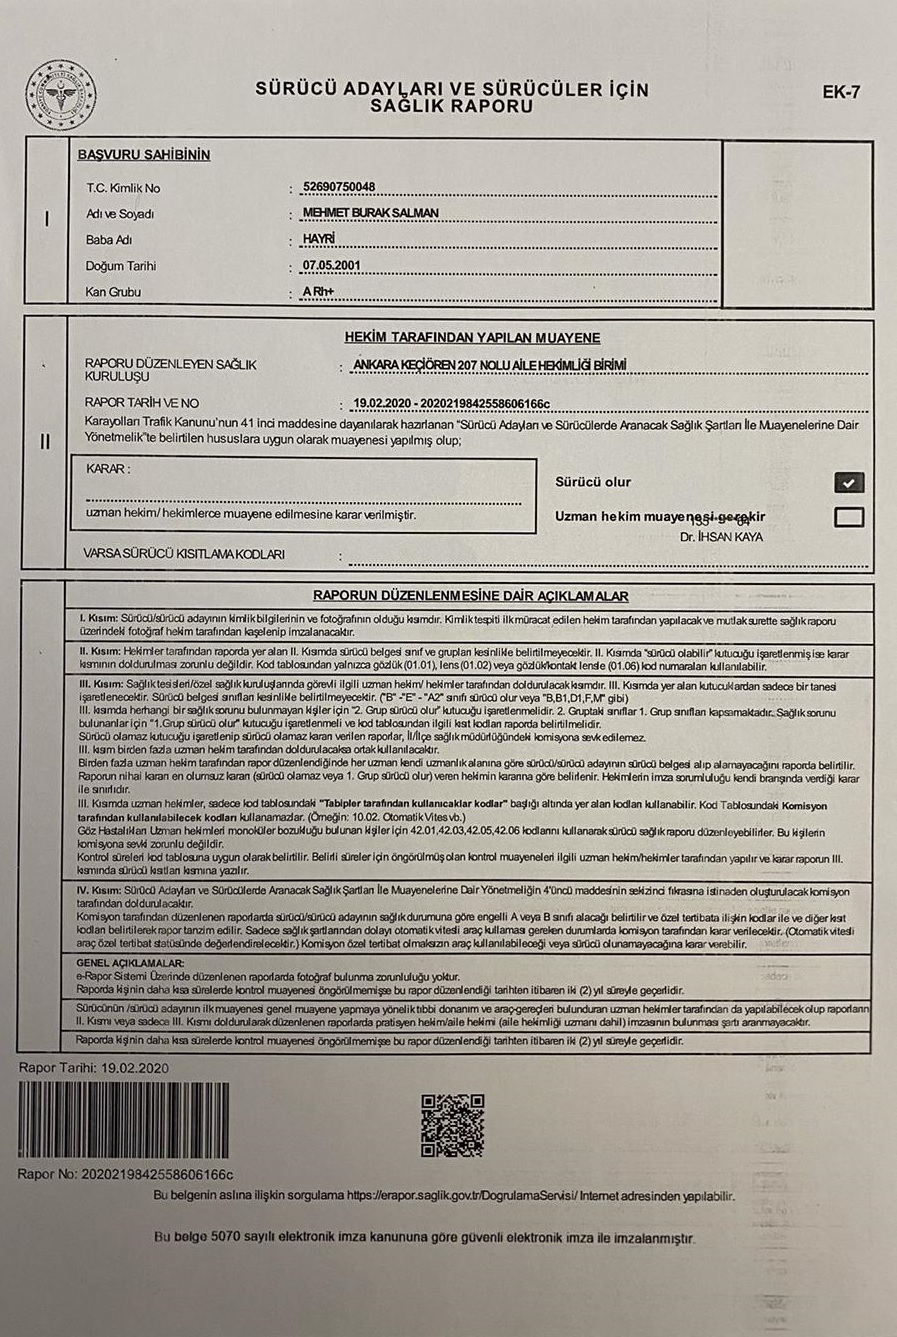 SÜRÜCÜ ADAYLARI VE SÜRÜCÜLER İÇİN
SAĞLIK RAPORU
EK-7
I
BAŞVURU SAHİBİNİN
T.C. Kimlik No : 52690750048
Adı ve Soyadı : MEHMET BURAK SALMAN
Baba Adı : HAYRİ
Doğum Tarihi : 07.05.2001
Kan Grubu : A Rh+
II
HEKİM TARAFINDAN YAPILAN MUAYENE
RAPORU DÜZENLEYEN SAĞLIK
KURULUŞU : ANKARA KEÇİÖREN 207 NOLU AİLE HEKİMLİĞİ BİRİMİ
RAPOR TARİH VE NO : 19.02.2020 - 2020219842558606166c
Karayolları Trafik Kanunu'nun 41 inci maddesine dayanılarak hazırlanan "Sürücü Adayları ve Sürücülerde Aranacak Sağlık Şartları İle Muayenelerine Dair
Yönetmelik"te belirtilen hususlara uygun olarak muayenesi yapılmış olup;
KARAR :
uzman hekim/ hekimlerce muayene edilmesine karar verilmiştir.
Sürücü olur
Uzman hekim muayenesi gerekir
Dr. İHSAN KAYA
VARSA SÜRÜCÜ KISITLAMA KODLARI :
RAPORUN DÜZENLENMESİNE DAİR AÇIKLAMALAR
I. Kısım: Sürücü/sürücü adayının kimlik bilgilerinin ve fotoğrafının olduğu kısımdır. Kimlik tespiti ilk müracat edilen hekim tarafından yapılacak ve mutlak surette sağlık raporu
üzerindeki fotoğraf hekim tarafından kaşelenip imzalanacaktır.
II. Kısım: Hekimler tarafından raporda yer alan II. Kısımda sürücü belgesi sınıf ve grupları kesinlikle belirtilmeyecektir. II. Kısımda "sürücü olabilir" kutucuğu işaretlenmiş ise karar
kısmının doldurulması zorunlu değildir. Kod tablosundan yalnızca gözlük (01.01), lens (01.02) veya gözlük/kontak lensle (01.06) kod numaraları kullanılabilir.
III. Kısım: Sağlık tesisleri/özel sağlık kuruluşlarında görevli ilgili uzman hekim/ hekimler tarafından doldurulacak kısımdır. III. Kısımda yer alan kutucuklardan sadece bir tanesi
işaretlenecektir. Sürücü belgesi sınıfları kesinlikle belirtilmeyecektir. ("B" -"E" - "A2" sınıfı sürücü olur veya "B,B1,D1,F,M" gibi)
III. kısımda herhangi bir sağlık sorunu bulunmayan kişiler için "2. Grup sürücü olur" kutucuğu işaretlenmelidir. 2. Gruptaki sınıflar 1. Grup sınıfları kapsamaktadır. Sağlık sorunu
bulunanlar için "1.Grup sürücü olur" kutucuğu işaretlenmeli ve kod tablosundan ilgili kısıt kodları raporda belirtilmelidir.
Sürücü olamaz kutucuğu işaretlenip sürücü olamaz kararı verilen raporlar, İl/İlçe sağlık müdürlüğündeki komisyona sevk edilemez.
III. kısım birden fazla uzman hekim tarafından doldurulacaksa ortak kullanılacaktır.
Birden fazla uzman hekim tarafından rapor düzenlendiğinde her uzman kendi uzmanlık alanına göre sürücü/sürücü adayının sürücü belgesi alıp alamayacağını raporda belirtilir.
Raporun nihai kararı en olumsuz kararı (sürücü olamaz veya 1. Grup sürücü olur) veren hekimin kararına göre belirlenir. Hekimlerin imza sorumluluğu kendi branşında verdiği karar
ile sınırlıdır.
III. Kısımda uzman hekimler, sadece kod tablosundaki "Tabipler tarafından kullanıcaklar kodlar" başlığı altında yer alan kodları kullanabilir. Kod Tablosundaki Komisyon
tarafından kullanılabilecek kodları kullanamazlar. (Örneğin: 10.02. Otomatik Vites vb.)
Göz Hastalıkları Uzman hekimleri monoküler bozukluğu bulunan kişiler için 42.01,42.03,42.05,42.06 kodlarını kullanarak sürücü sağlık raporu düzenleyebilirler. Bu kişilerin
komisyona sevki zorunlu değildir.
Kontrol süreleri kod tablosuna uygun olarak belirtilir. Belirli süreler için öngörülmüş olan kontrol muayeneleri ilgili uzman hekim/hekimler tarafından yapılır ve karar raporun III.
kısmında sürücü kısıtları kısmına yazılır.
IV. Kısım: Sürücü Adayları ve Sürücülerde Aranacak Sağlık Şartları İle Muayenelerine Dair Yönetmeliğin 4'üncü maddesinin sekizinci fıkrasına istinaden oluşturulacak komisyon
tarafından doldurulacaktır.
Komisyon tarafından düzenlenen raporlarda sürücü/sürücü adayının sağlık durumuna göre engelli A veya B sınıfı alacağı belirtilir ve özel tertibata ilişkin kodlar ile ve diğer kısıt
kodları belirtilerek rapor tanzim edilir. Sadece sağlık şartlarından dolayı otomatik vitesli araç kullaması gereken durumlarda komisyon tarafından karar verilecektir. (Otomatik vitesli
araç özel tertibat statüsünde değerlendirelecektir.) Komisyon özel tertibat olmaksızın araç kullanılabileceği veya sürücü olunamayacağına karar verebilir.
GENEL AÇIKLAMALAR:
e-Rapor Sistemi Üzerinde düzenlenen raporlarda fotoğraf bulunma zorunluluğu yoktur.
Raporda kişinin daha kısa sürelerde kontrol muayenesi öngörülmemişse bu rapor düzenlendiği tarihten itibaren iki (2) yıl süreyle geçerlidir.
Sürücünün /sürücü adayının ilk muayenesi genel muayene yapmaya yönelik tıbbi donanım ve araç-gereçleri bulunduran uzman hekimler tarafından da yapılabilecek olup raporların
II. Kısmı veya sadece III. Kısmı doldurularak düzenlenen raporlarda pratisyen hekim/aile hekimi (aile hekimliği uzmanı dahil) imzasının bulunması şartı aranmayacaktır.
Raporda kişinin daha kısa sürelerde kontrol muayenesi öngörülmemişse bu rapor düzenlendiği tarihten itibaren iki (2) yıl süreyle geçerlidir.
Rapor Tarihi: 19.02.2020
Rapor No: 2020219842558606166c
Bu belgenin aslına ilişkin sorgulama https://erapor.saglik.gov.tr/DogrulamaServisi/ Internet adresinden yapılabilir.
Bu belge 5070 sayılı elektronik imza kanununa göre güvenli elektronik imza ile imzalanmıştır.